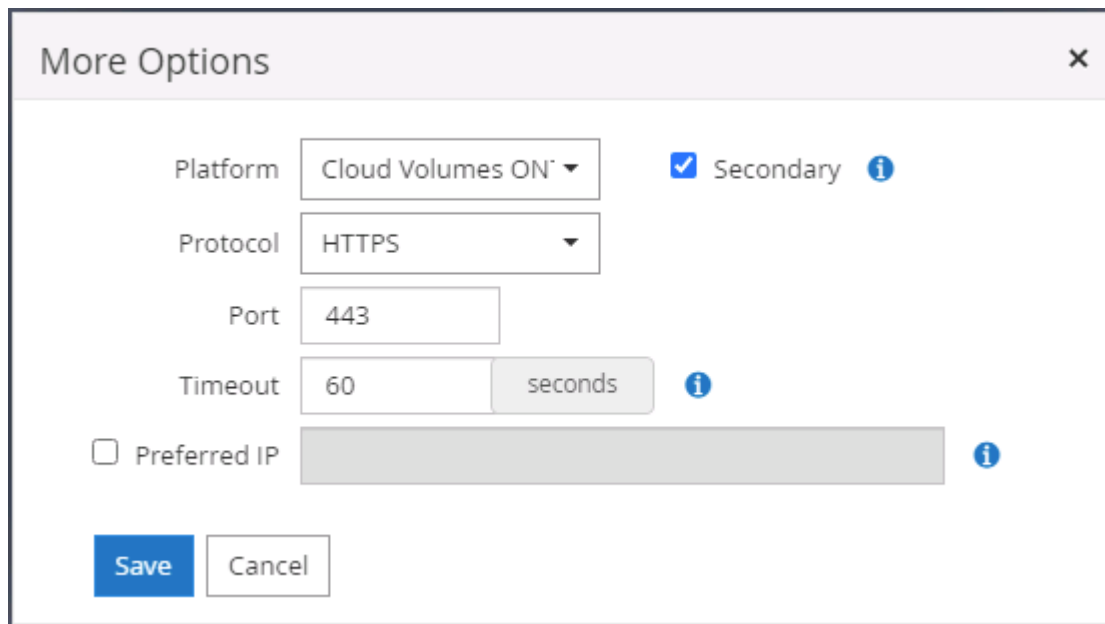 More Options
Platform Cloud Volumes ON Secondary
Protocol HTTPS
Port 443
Timeout 60 seconds
Preferred IP
Save Cancel